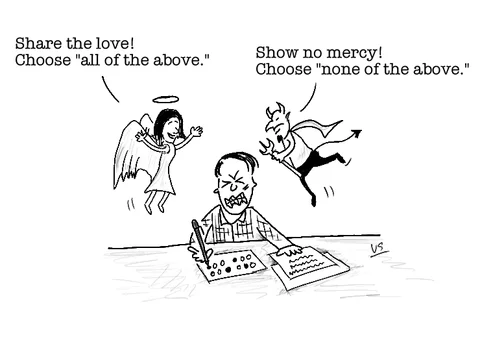 Share the love!
Choose "all of the above."
Show no mercy!
Choose "none of the above."
VS